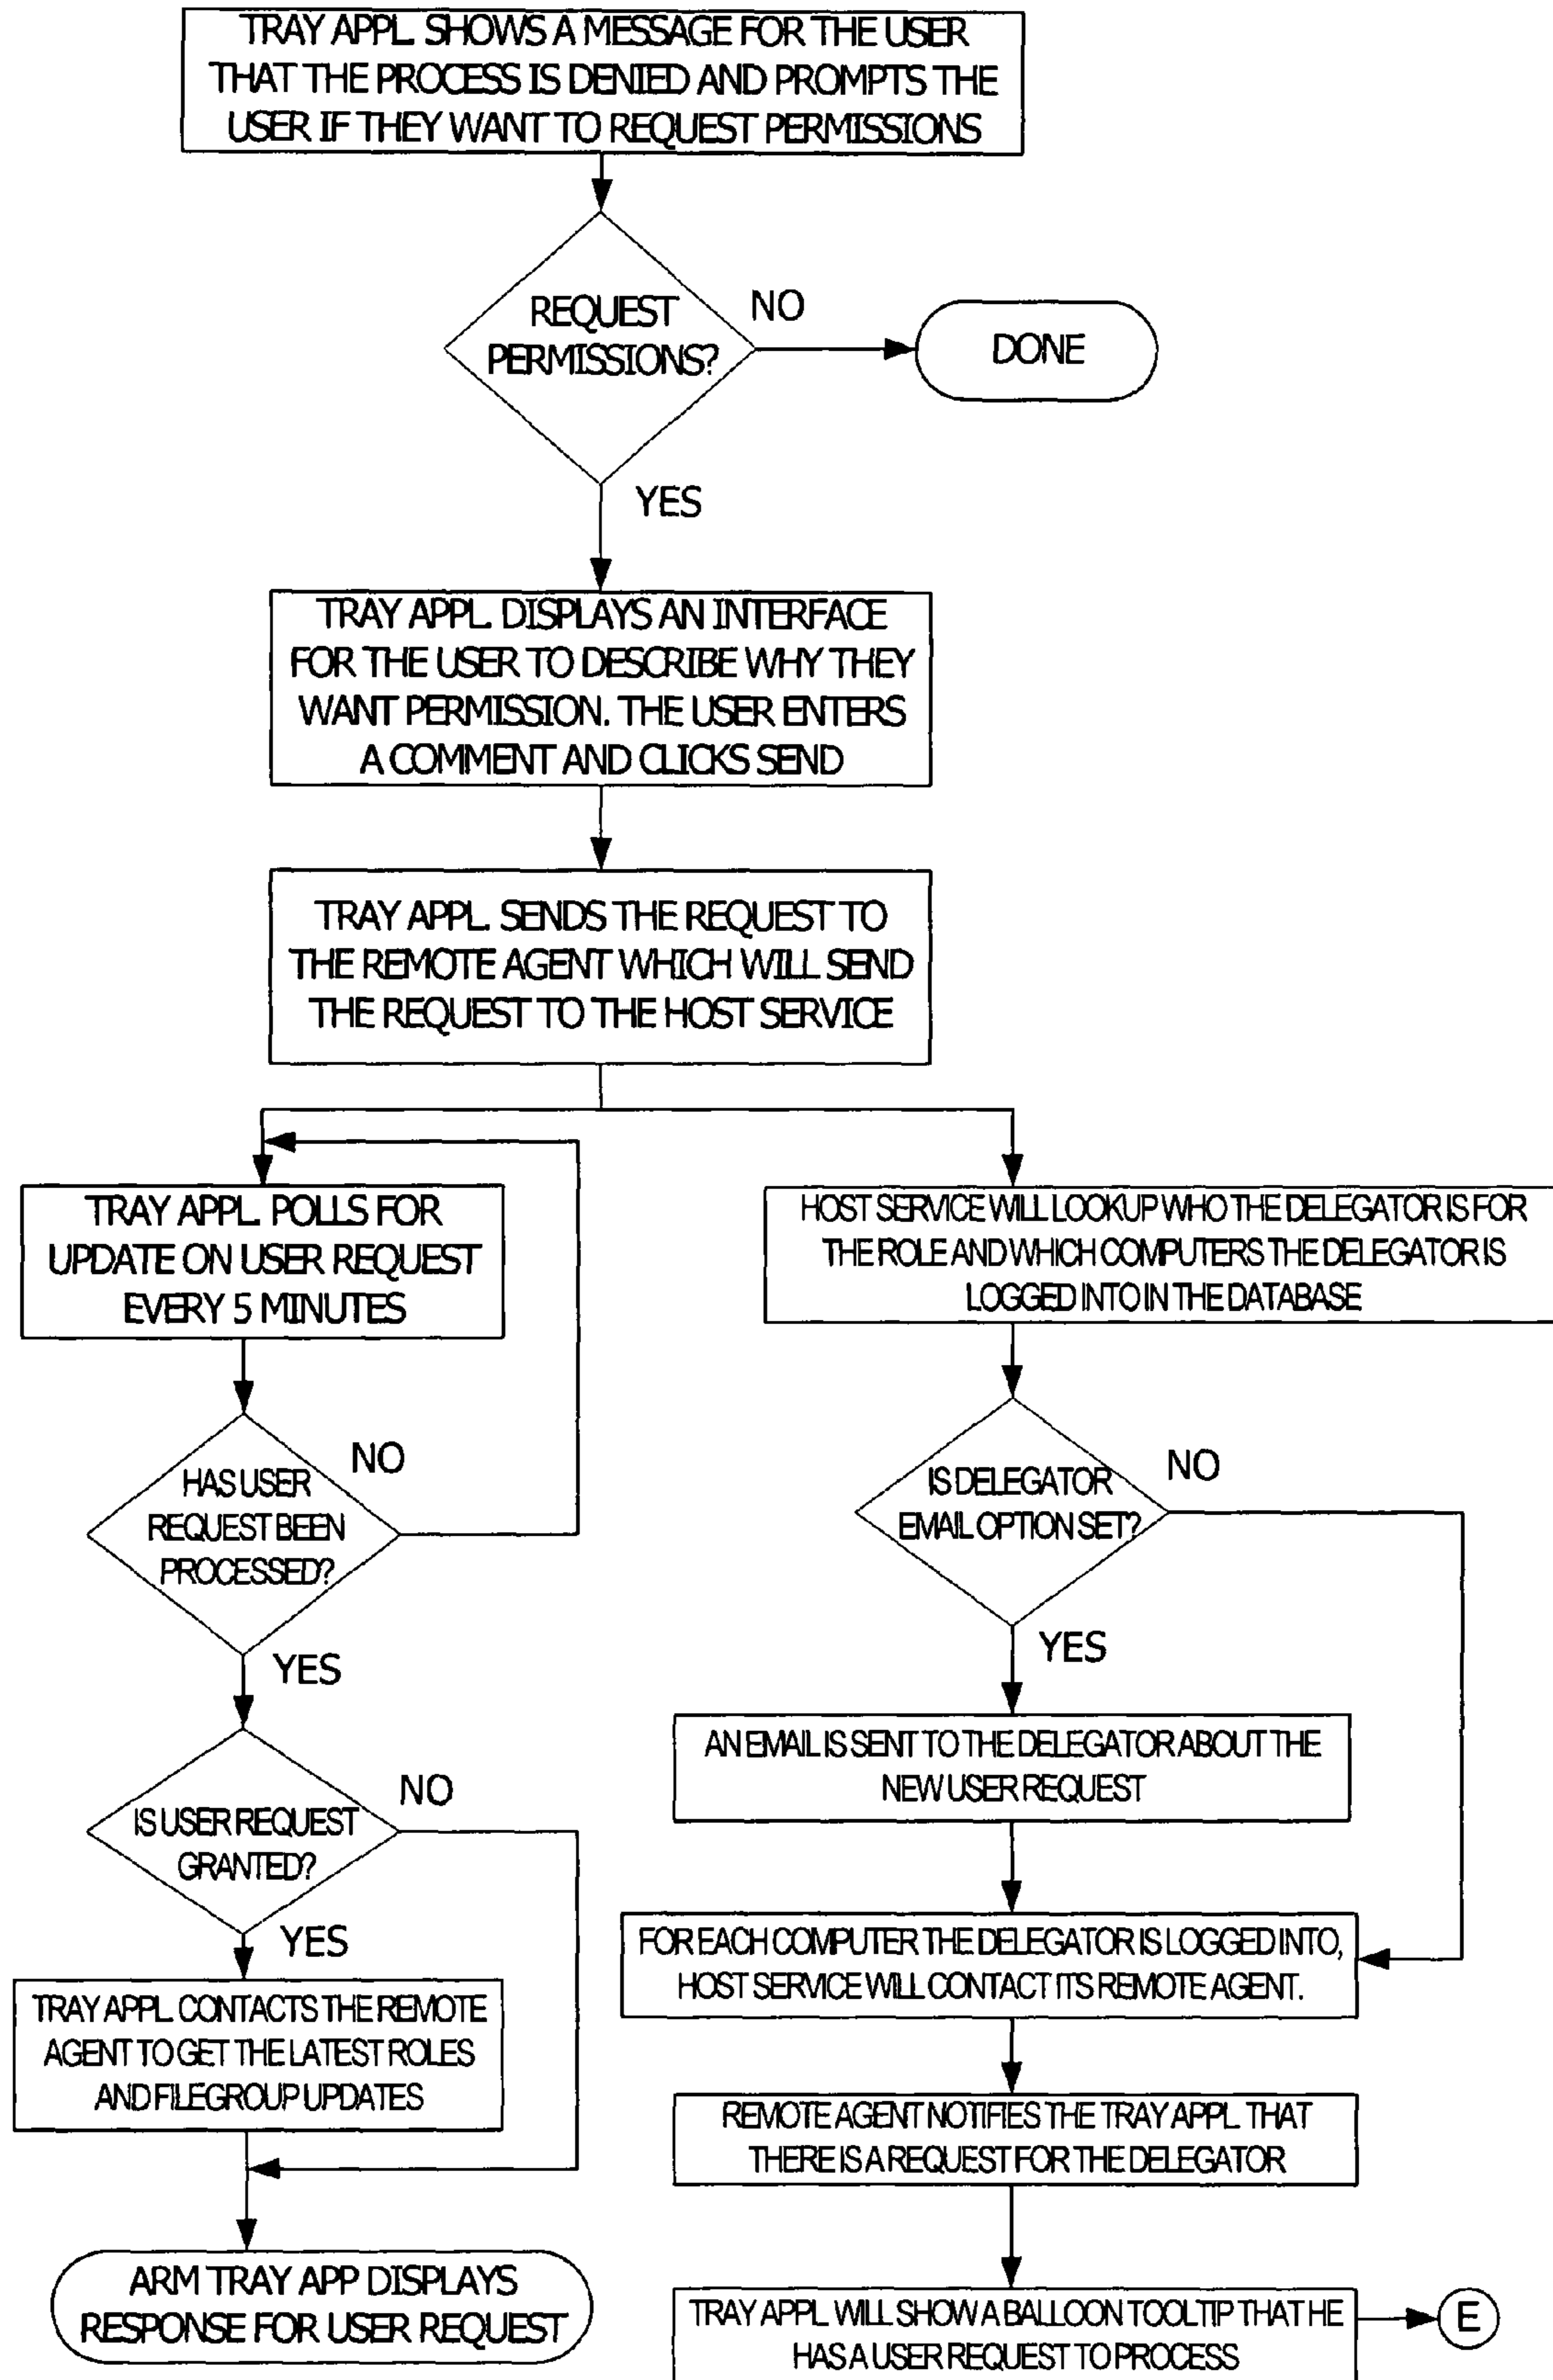 TRAY APPL. SHOWS A MESSAGE FOR THE USER
THAT THE PROCESS IS DENIED AND PROMPTS THE
USER IF THEY WANT TO REQUEST PERMISSIONS
REQUEST
PERMISSIONS?
NO
DONE
YES
TRAY APPL. DISPLAYS AN INTERFACE
FOR THE USER TO DESCRIBE WHY THEY
WANT PERMISSION. THE USER ENTERS
A COMMENT AND CLICKS SEND
TRAY APPL. SENDS THE REQUEST TO
THE REMOTE AGENT WHICH WILL SEND
THE REQUEST TO THE HOST SERVICE
TRAY APPL. POLLS FOR
UPDATE ON USER REQUEST
EVERY 5 MINUTES
HAS USER
REQUEST BEEN
PROCESSED?
NO
YES
IS USER REQUEST
GRANTED?
NO
YES
TRAY APPL. CONTACTS THE REMOTE
AGENT TO GET THE LATEST ROLES
AND FILEGROUP UPDATES
ARM TRAY APP DISPLAYS
RESPONSE FOR USER REQUEST
HOST SERVICE WILL LOOKUP WHO THE DELEGATOR IS FOR
THE ROLE AND WHICH COMPUTERS THE DELEGATOR IS
LOGGED INTO IN THE DATABASE
IS DELEGATOR
EMAIL OPTION SET?
NO
YES
AN EMAIL IS SENT TO THE DELEGATOR ABOUT THE
NEW USER REQUEST
FOR EACH COMPUTER THE DELEGATOR IS LOGGED INTO,
HOST SERVICE WILL CONTACT ITS REMOTE AGENT.
REMOTE AGENT NOTIFIES THE TRAY APPL THAT
THERE IS A REQUEST FOR THE DELEGATOR
TRAY APPL WILL SHOW A BALLOON TOOLTIP THAT HE
HAS A USER REQUEST TO PROCESS
E